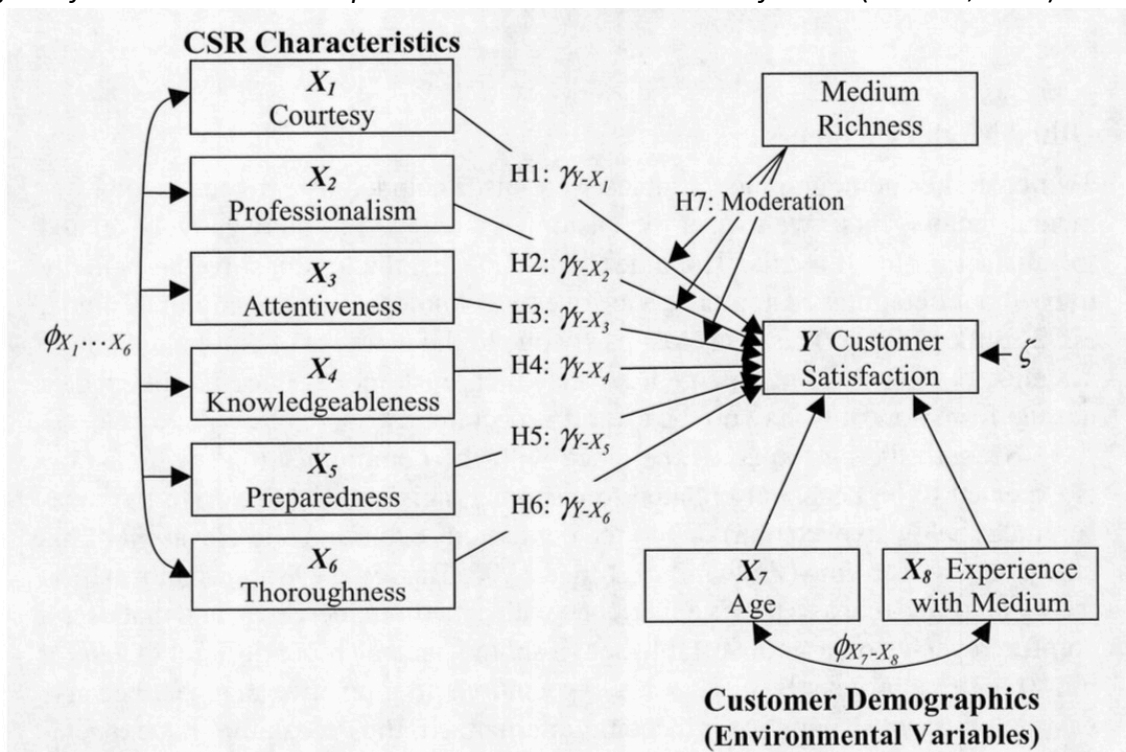 CSR Characteristics
X1
Courtesy
X2
Professionalism
X3
Attentiveness
X4
Knowledgeableness
X5
Preparedness
X6
Thoroughness
ϕX1 ... X6
H1: γY-X1
H2: γY-X2
H3: γY-X3
H4: γY-X4
H5: γY-X5
H6: γY-X6
Medium
Richness
H7: Moderation
Y Customer
Satisfaction
ζ
X7
Age
X8 Experience
with Medium
ϕX7-X8
Customer Demographics
(Environmental Variables)